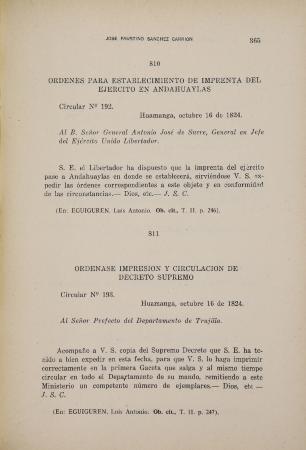 JOSE FAUSTINO SANCHEZ CARRION 365
810
ORDENES PARA ESTABLECIMIENTO DE IMPRENTA DEL
EJERCITO EN ANDAHUAYLAS
Circular Nº 192.
Huamanga, octubre 16 de 1824.
Al B. Señor General Antonio José de Sucre, General en Jefe
del Ejército Unido Libertador.
S. E. el Libertador ha dispuesto que la imprenta del ejército
pase a Andahuaylas en donde se establecerá, sirviéndose V. S. ex-
pedir las órdenes correspondientes a este objeto y en conformidad
de las circunstancias.— Dios, etc.— J. S. C.
(En: EGUIGUREN, Luis Antonio. Ob. cit., T. II. p. 246).
811
ORDENASE IMPRESION Y CIRCULACION DE
DECRETO SUPREMO
Circular Nº 193.
Huamanga, octubre 16 de 1824.
Al Señor Prefecto del Departamento de Trujillo.
Acompaño a V. S. copia del Supremo Decreto que S. E. ha te-
nido a bien expedir en esta fecha, para que V. S. lo haga imprimir
correctamente en la primera Gaceta que salga y al mismo tiempo
circular en todo el Departamento de su mando, remitiendo a este
Ministerio un competente número de ejemplares.— Dios, etc —
J. S. C.
(En: EGUIGUREN, Luis Antonio. Ob. cit., T. II. p. 247).